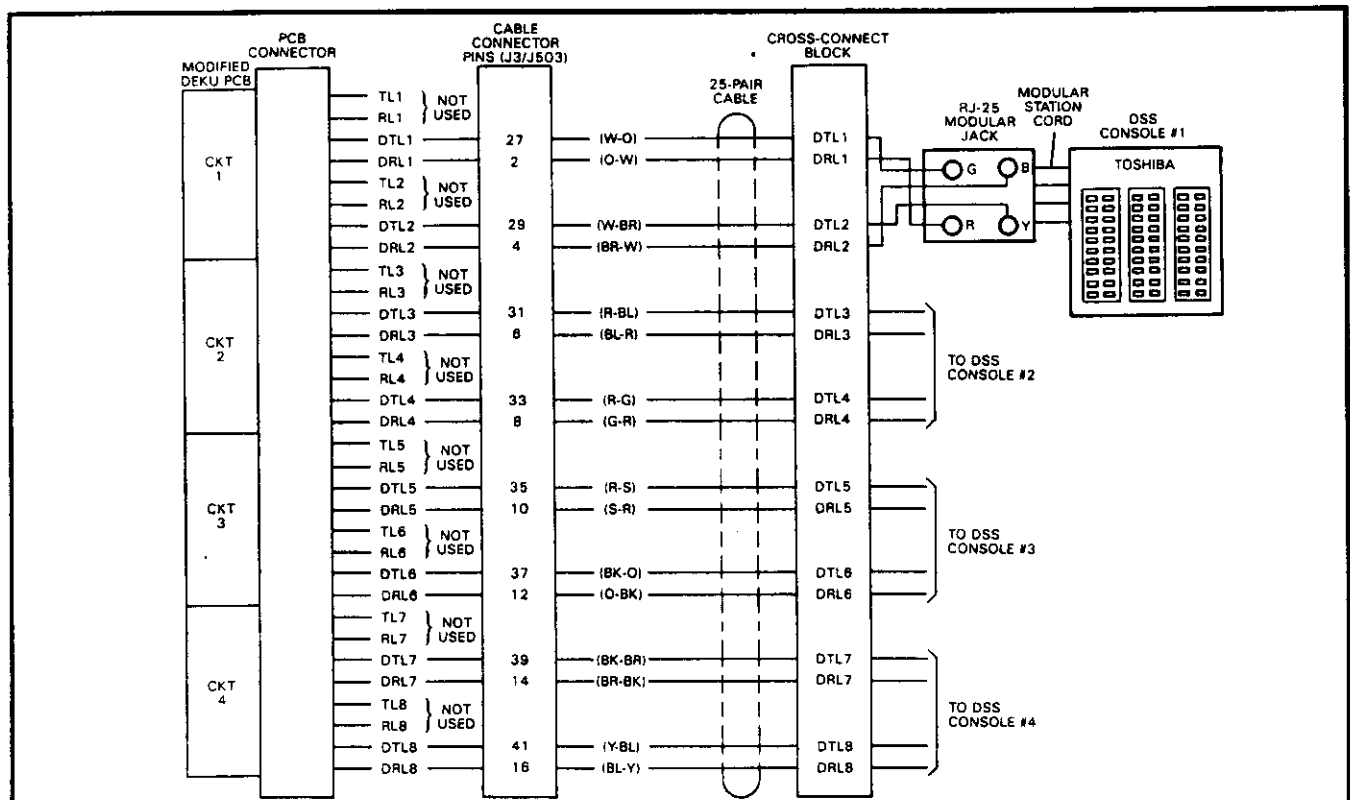 MODIFIED
DEKU PCB
PCB
CONNECTOR
CABLE
CONNECTOR
PINS (J3/J503)
25-PAIR
CABLE
CROSS-CONNECT
BLOCK
RJ-25
MODULAR
JACK
MODULAR
STATION
CORD
DSS
CONSOLE #1
TOSHIBA
G
B
R
Y
CKT
1
TL1
RL1
NOT
USED
DTL1 27 (W-O) DTL1
DRL1 2 (O-W) DRL1
TL2
RL2
NOT
USED
DTL2 29 (W-BR) DTL2
DRL2 4 (BR-W) DRL2
CKT
2
TL3
RL3
NOT
USED
DTL3 31 (R-BL) DTL3
DRL3 6 (BL-R) DRL3
TL4
RL4
NOT
USED
DTL4 33 (R-G) DTL4
DRL4 8 (G-R) DRL4
TO DSS
CONSOLE #2
CKT
3
TL5
RL5
NOT
USED
DTL5 35 (R-S) DTL5
DRL5 10 (S-R) DRL5
TL6
RL6
NOT
USED
DTL6 37 (BK-O) DTL6
DRL6 12 (O-BK) DRL6
TO DSS
CONSOLE #3
CKT
4
TL7
RL7
NOT
USED
DTL7 39 (BK-BR) DTL7
DRL7 14 (BR-BK) DRL7
TL8
RL8
NOT
USED
DTL8 41 (Y-BL) DTL8
DRL8 16 (BL-Y) DRL8
TO DSS
CONSOLE #4